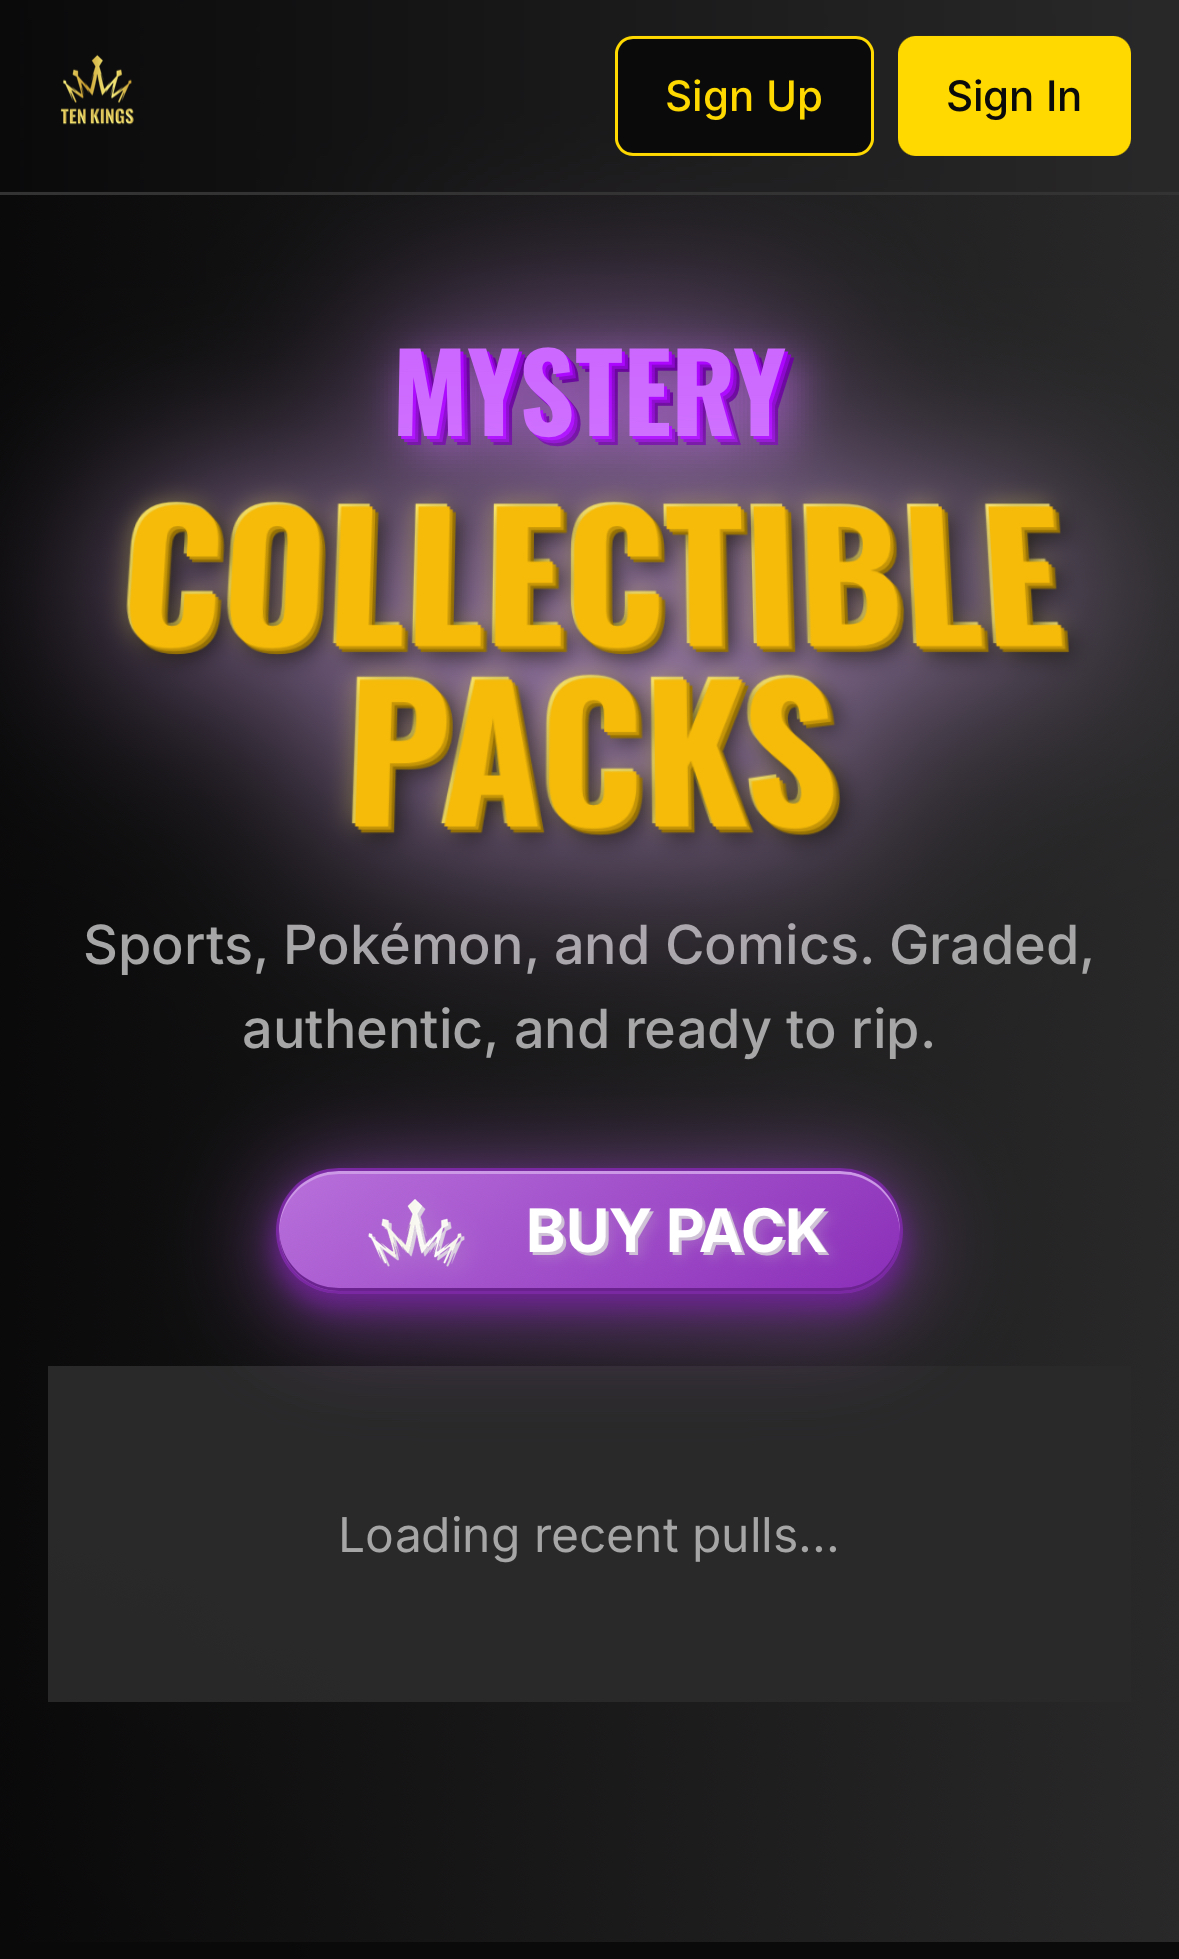 TEN KINGS
Sign Up
Sign In
MYSTERY
COLLECTIBLE
PACKS
Sports, Pokémon, and Comics. Graded,
authentic, and ready to rip.
BUY PACK
Loading recent pulls...